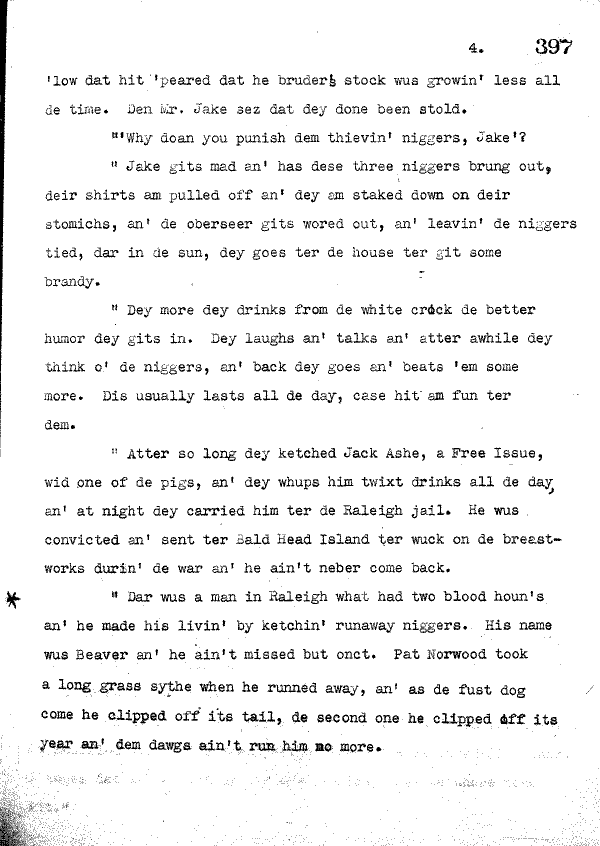 4. 397
'low dat hit 'peared dat he bruder's stock wus growin' less all
de time. Den Mr. Jake sez dat dey done been stold.
"'Why doan you punish dem thievin' niggers, Jake'?
" Jake gits mad an' has dese three niggers brung out,
deir shirts am pulled off an' dey am staked down on deir
stomichs, an' de oberseer gits wored out, an' leavin' de niggers
tied, dar in de sun, dey goes ter de house ter git some
brandy.
" Dey more dey drinks from de white crock de better
humor dey gits in. Dey laughs an' talks an' atter awhile dey
think o' de niggers, an' back dey goes an' beats 'em some
more. Dis usually lasts all de day, case hit am fun ter
dem.
" Atter so long dey ketched Jack Ashe, a Free Issue,
wid one of de pigs, an' dey whups him twixt drinks all de day,
an' at night dey carried him ter de Raleigh jail. He wus
convicted an' sent ter Bald Head Island ter wuck on de breast-
works durin' de war an' he ain't neber come back.
* " Dar wus a man in Raleigh what had two blood houn's
an' he made his livin' by ketchin' runaway niggers. His name
wus Beaver an' he ain't missed but onct. Pat Norwood took
a long grass sythe when he runned away, an' as de fust dog
come he clipped off its tail, de second one he clipped off its
year an' dem dawgs ain't run him no more.